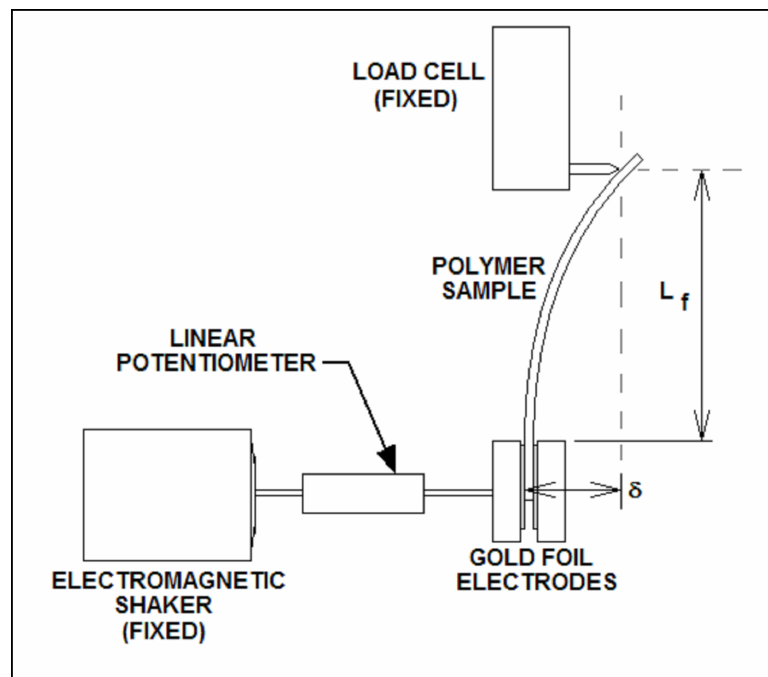 LOAD CELL
(FIXED)
POLYMER
SAMPLE
L f
LINEAR
POTENTIOMETER
δ
GOLD FOIL
ELECTRODES
ELECTROMAGNETIC
SHAKER
(FIXED)